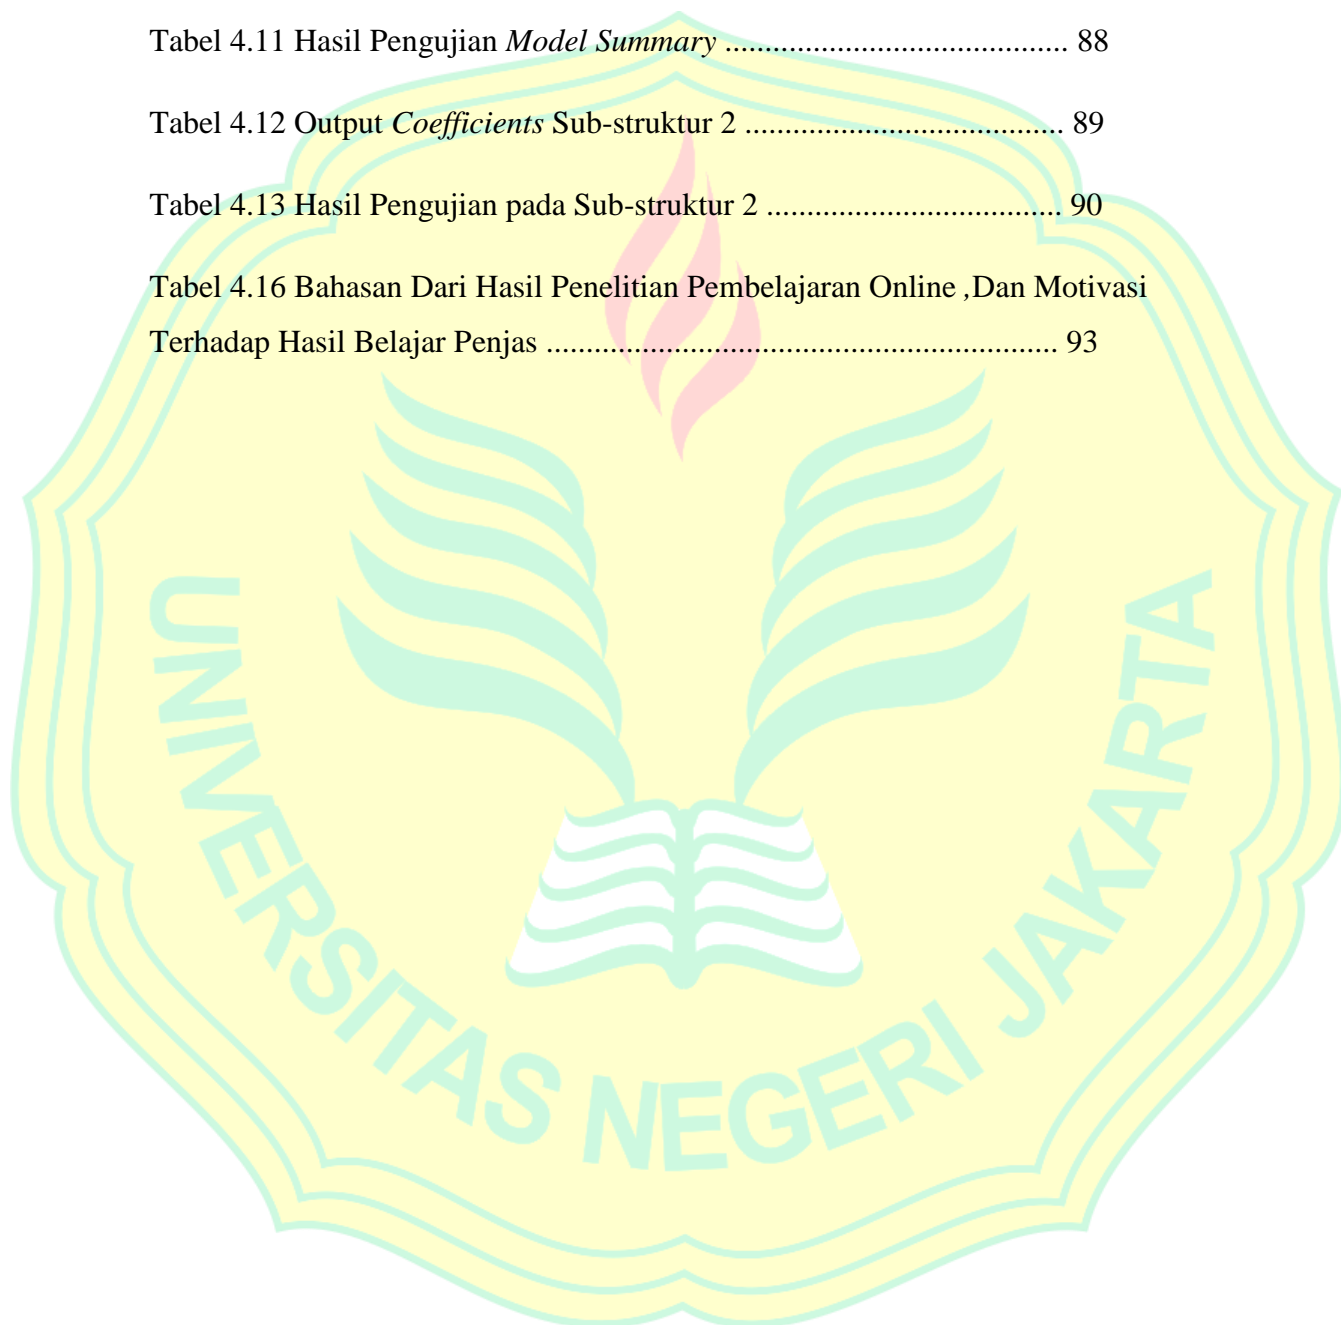 Tabel 4.11 Hasil Pengujian Model Summary ........................................... 88
Tabel 4.12 Output Coefficients Sub-struktur 2 ........................................ 89
Tabel 4.13 Hasil Pengujian pada Sub-struktur 2 ..................................... 90
Tabel 4.16 Bahasan Dari Hasil Penelitian Pembelajaran Online ,Dan Motivasi
Terhadap Hasil Belajar Penjas ................................................................ 93
UNIVERSITAS NEGERI JAKARTA